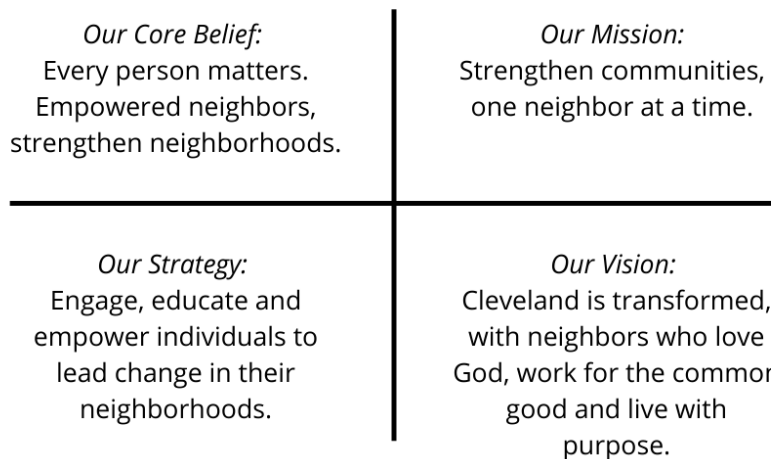 Our Core Belief:
Every person matters.
Empowered neighbors,
strengthen neighborhoods.
Our Mission:
Strengthen communities,
one neighbor at a time.
Our Strategy:
Engage, educate and
empower individuals to
lead change in their
neighborhoods.
Our Vision:
Cleveland is transformed,
with neighbors who love
God, work for the common
good and live with
purpose.